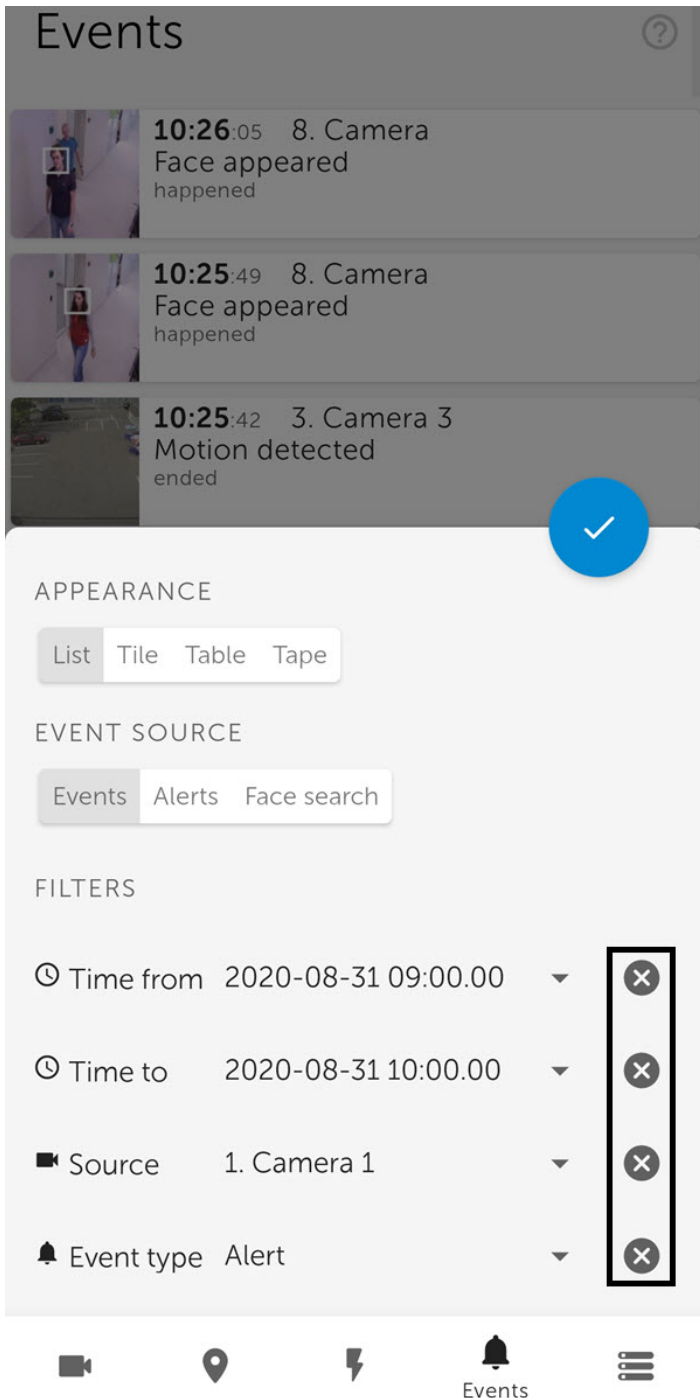 Events
10:26:05 8. Camera
Face appeared
happened
10:25:49 8. Camera
Face appeared
happened
10:25:42 3. Camera 3
Motion detected
ended
APPEARANCE
List Tile Table Tape
EVENT SOURCE
Events Alerts Face search
FILTERS
Time from 2020-08-31 09:00.00
Time to 2020-08-31 10:00.00
Source 1. Camera 1
Event type Alert
Events